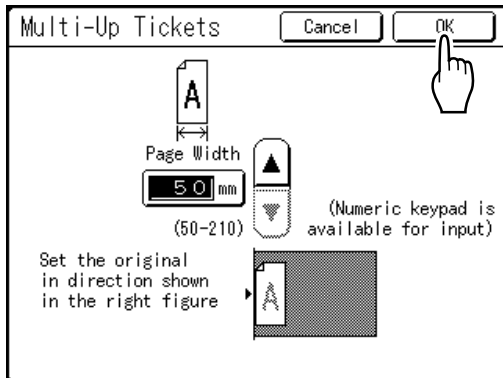 Multi-Up Tickets
Cancel
OK
A
Page Width
50 mm
(50-210)
(Numeric keypad is
available for input)
Set the original
in direction shown
in the right figure
A